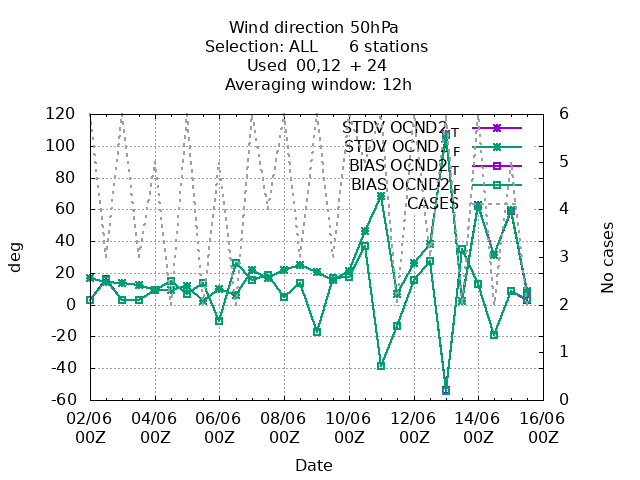 Wind direction 50hPa
Selection: ALL 6 stations
Used 00,12 + 24
Averaging window: 12h
120 100 80 60 40 20 0 -20 -40 -60
deg
6 5 4 3 2 1 0
No cases
STDV OCND2_T
STDV OCND2_F
BIAS OCND2_T
BIAS OCND2_F
CASES
02/06 04/06 06/06 08/06 10/06 12/06 14/06 16/06
00Z 00Z 00Z 00Z 00Z 00Z 00Z 00Z
Date